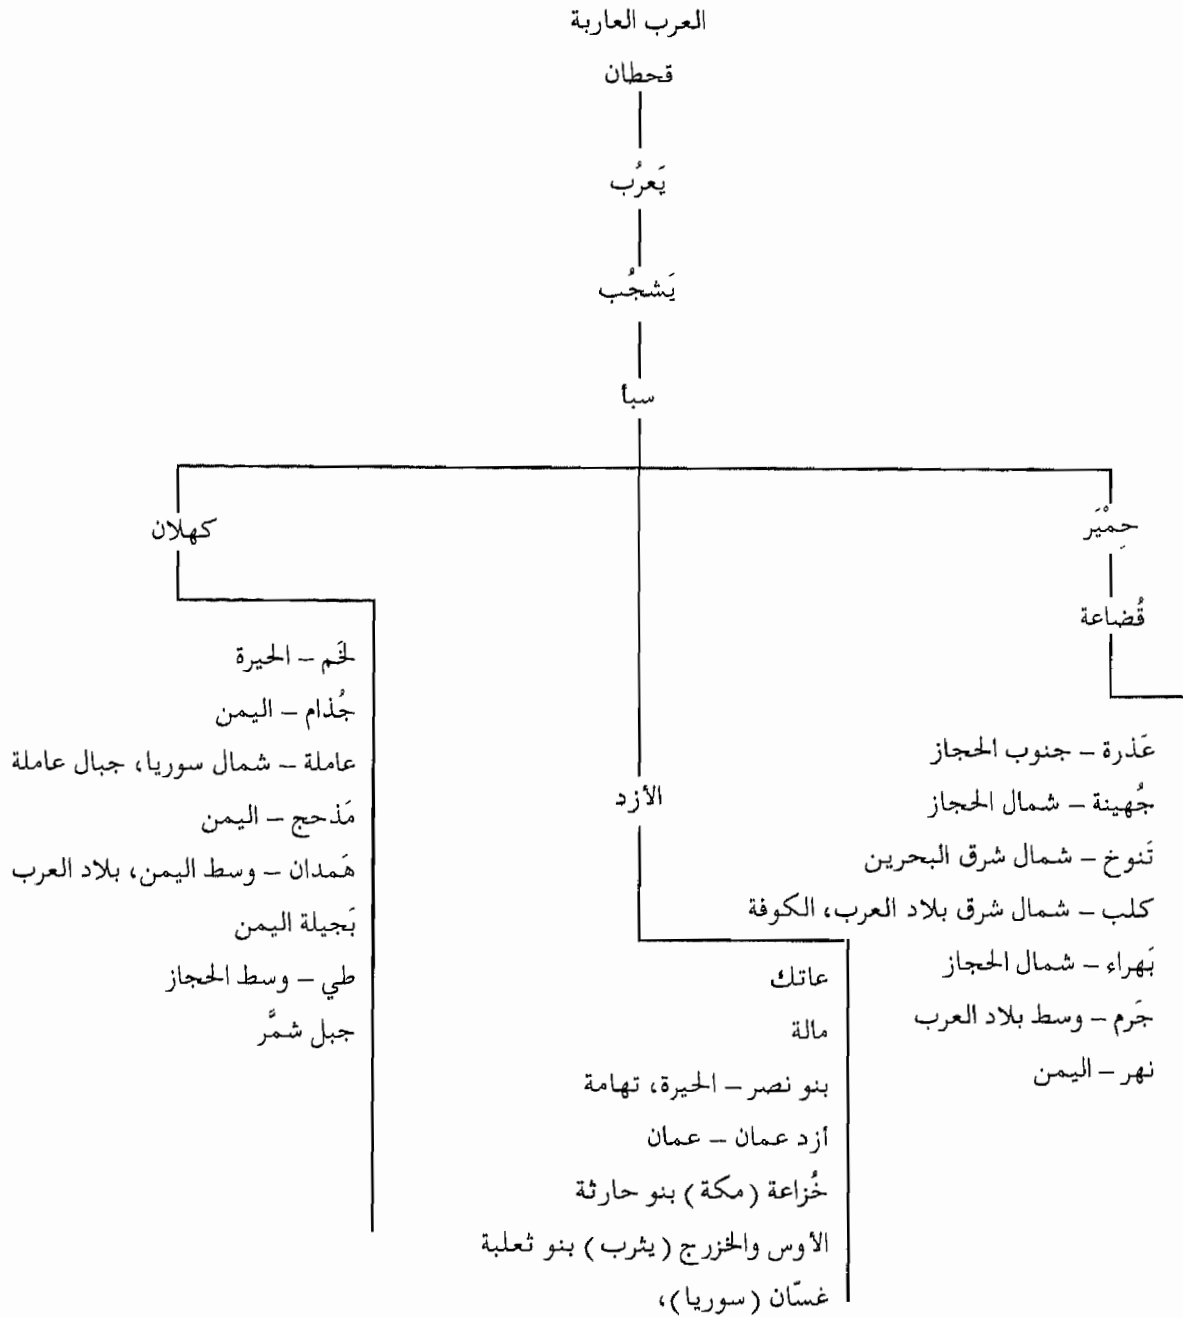 العرب العاربة
قحطان
يَعرُب
يَشجُب
سبأ
حِمْيَر
قُضاعة
عَذرة – جنوب الحجاز
جُهينة – شمال الحجاز
تَنوخ – شمال شرق البحرين
كلب – شمال شرق بلاد العرب، الكوفة
بَهراء – شمال الحجاز
جَرم – وسط بلاد العرب
نهر – اليمن
الأزد
عاتك
مالة
بنو نصر – الحيرة، تهامة
أزد عمان – عمان
خُزاعة (مكة) بنو حارثة
الأوس والخزرج (يثرب) بنو ثعلبة
غسّان (سوريا)،
كهلان
لَخَم – الحيرة
جُذام – اليمن
عاملة – شمال سوريا، جبال عاملة
مَذحج – اليمن
هَمدان – وسط اليمن، بلاد العرب
بَجيلة اليمن
طي – وسط الحجاز
جبل شمَّر